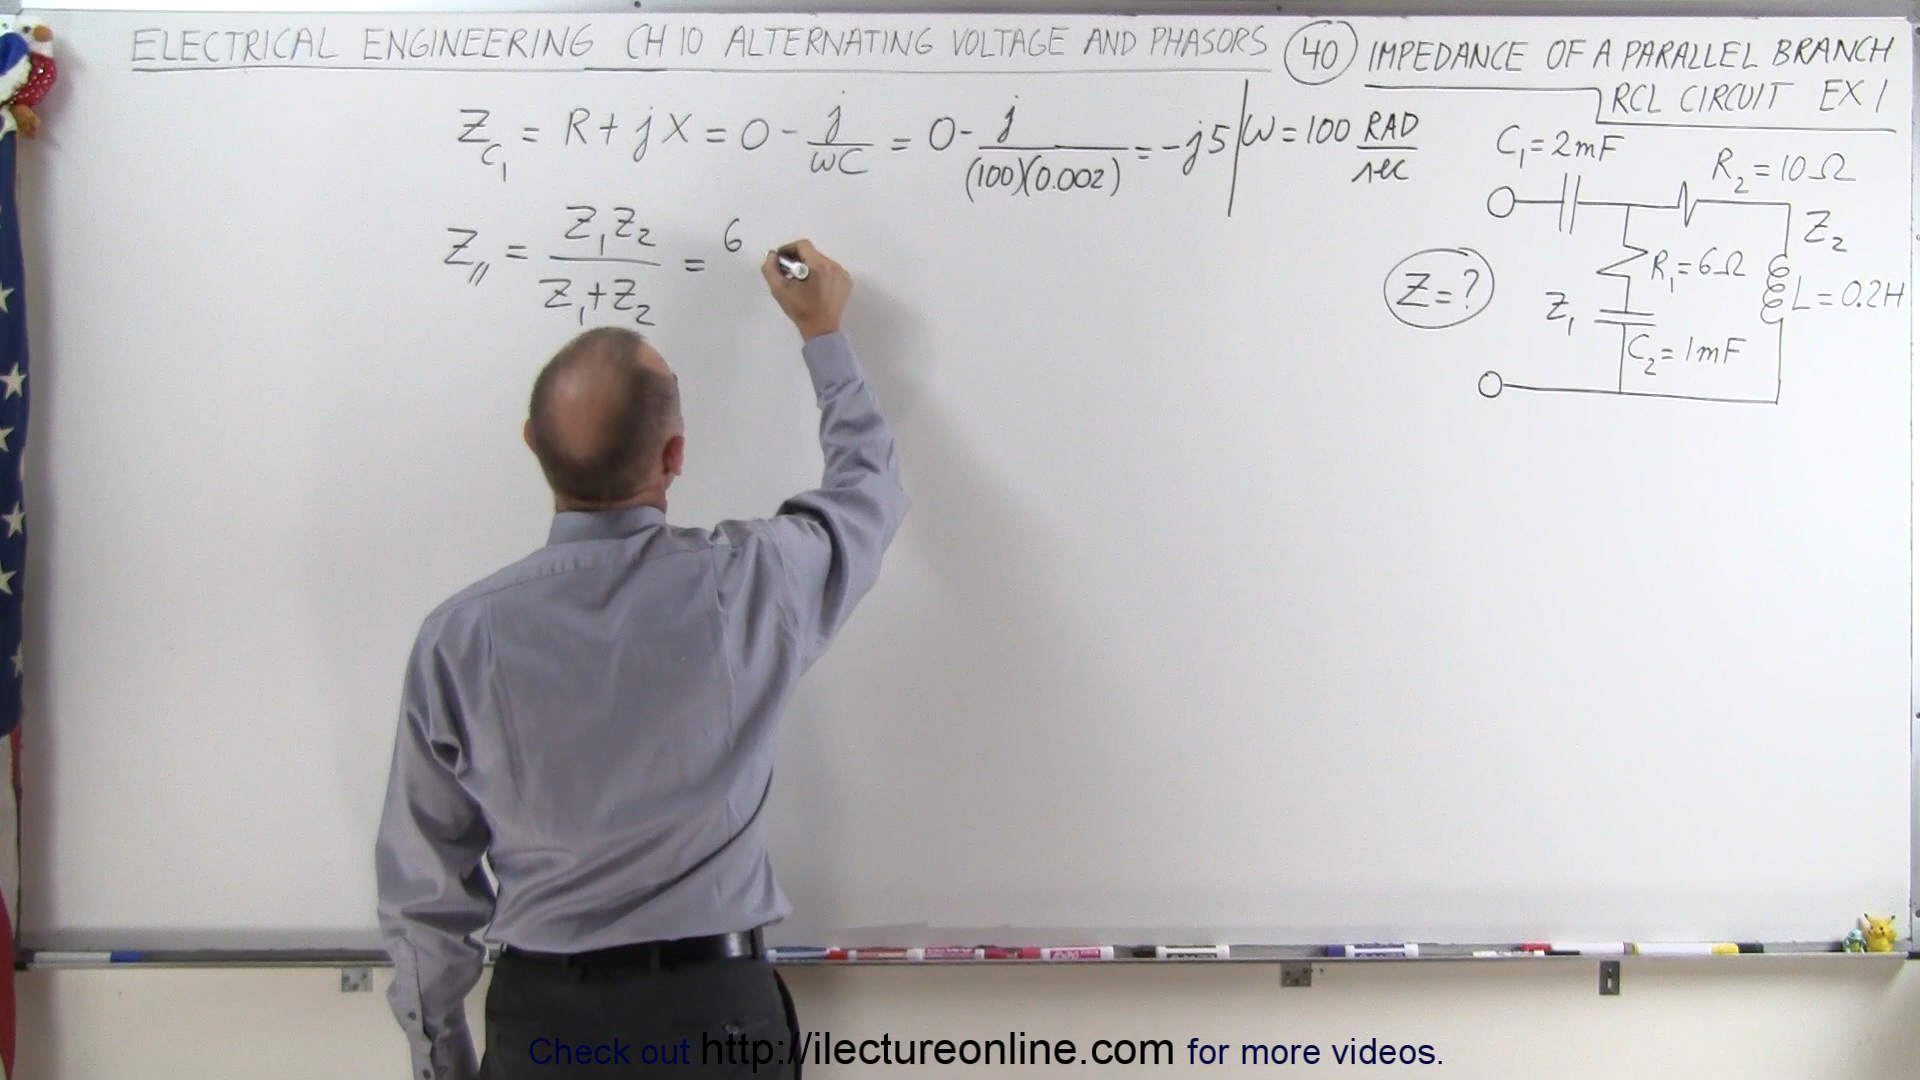 ELECTRICAL ENGINEERING CH 10 ALTERNATING VOLTAGE AND PHASORS (40) IMPEDANCE OF A PARALLEL BRANCH
RCL CIRCUIT EX 1
Z_C₁ = R + jX = 0 - j/ωC = 0 - j/(100)(0.002) = -j5
ω = 100 RAD/sec
C₁ = 2mF
R₂ = 10Ω
Z₂
R₁ = 6Ω
L = 0.2H
Z₁
C₂ = 1mF
Z = ?
Z_// = Z₁Z₂/Z₁+Z₂ = 6
Check out http://ilectureonline.com for more videos.